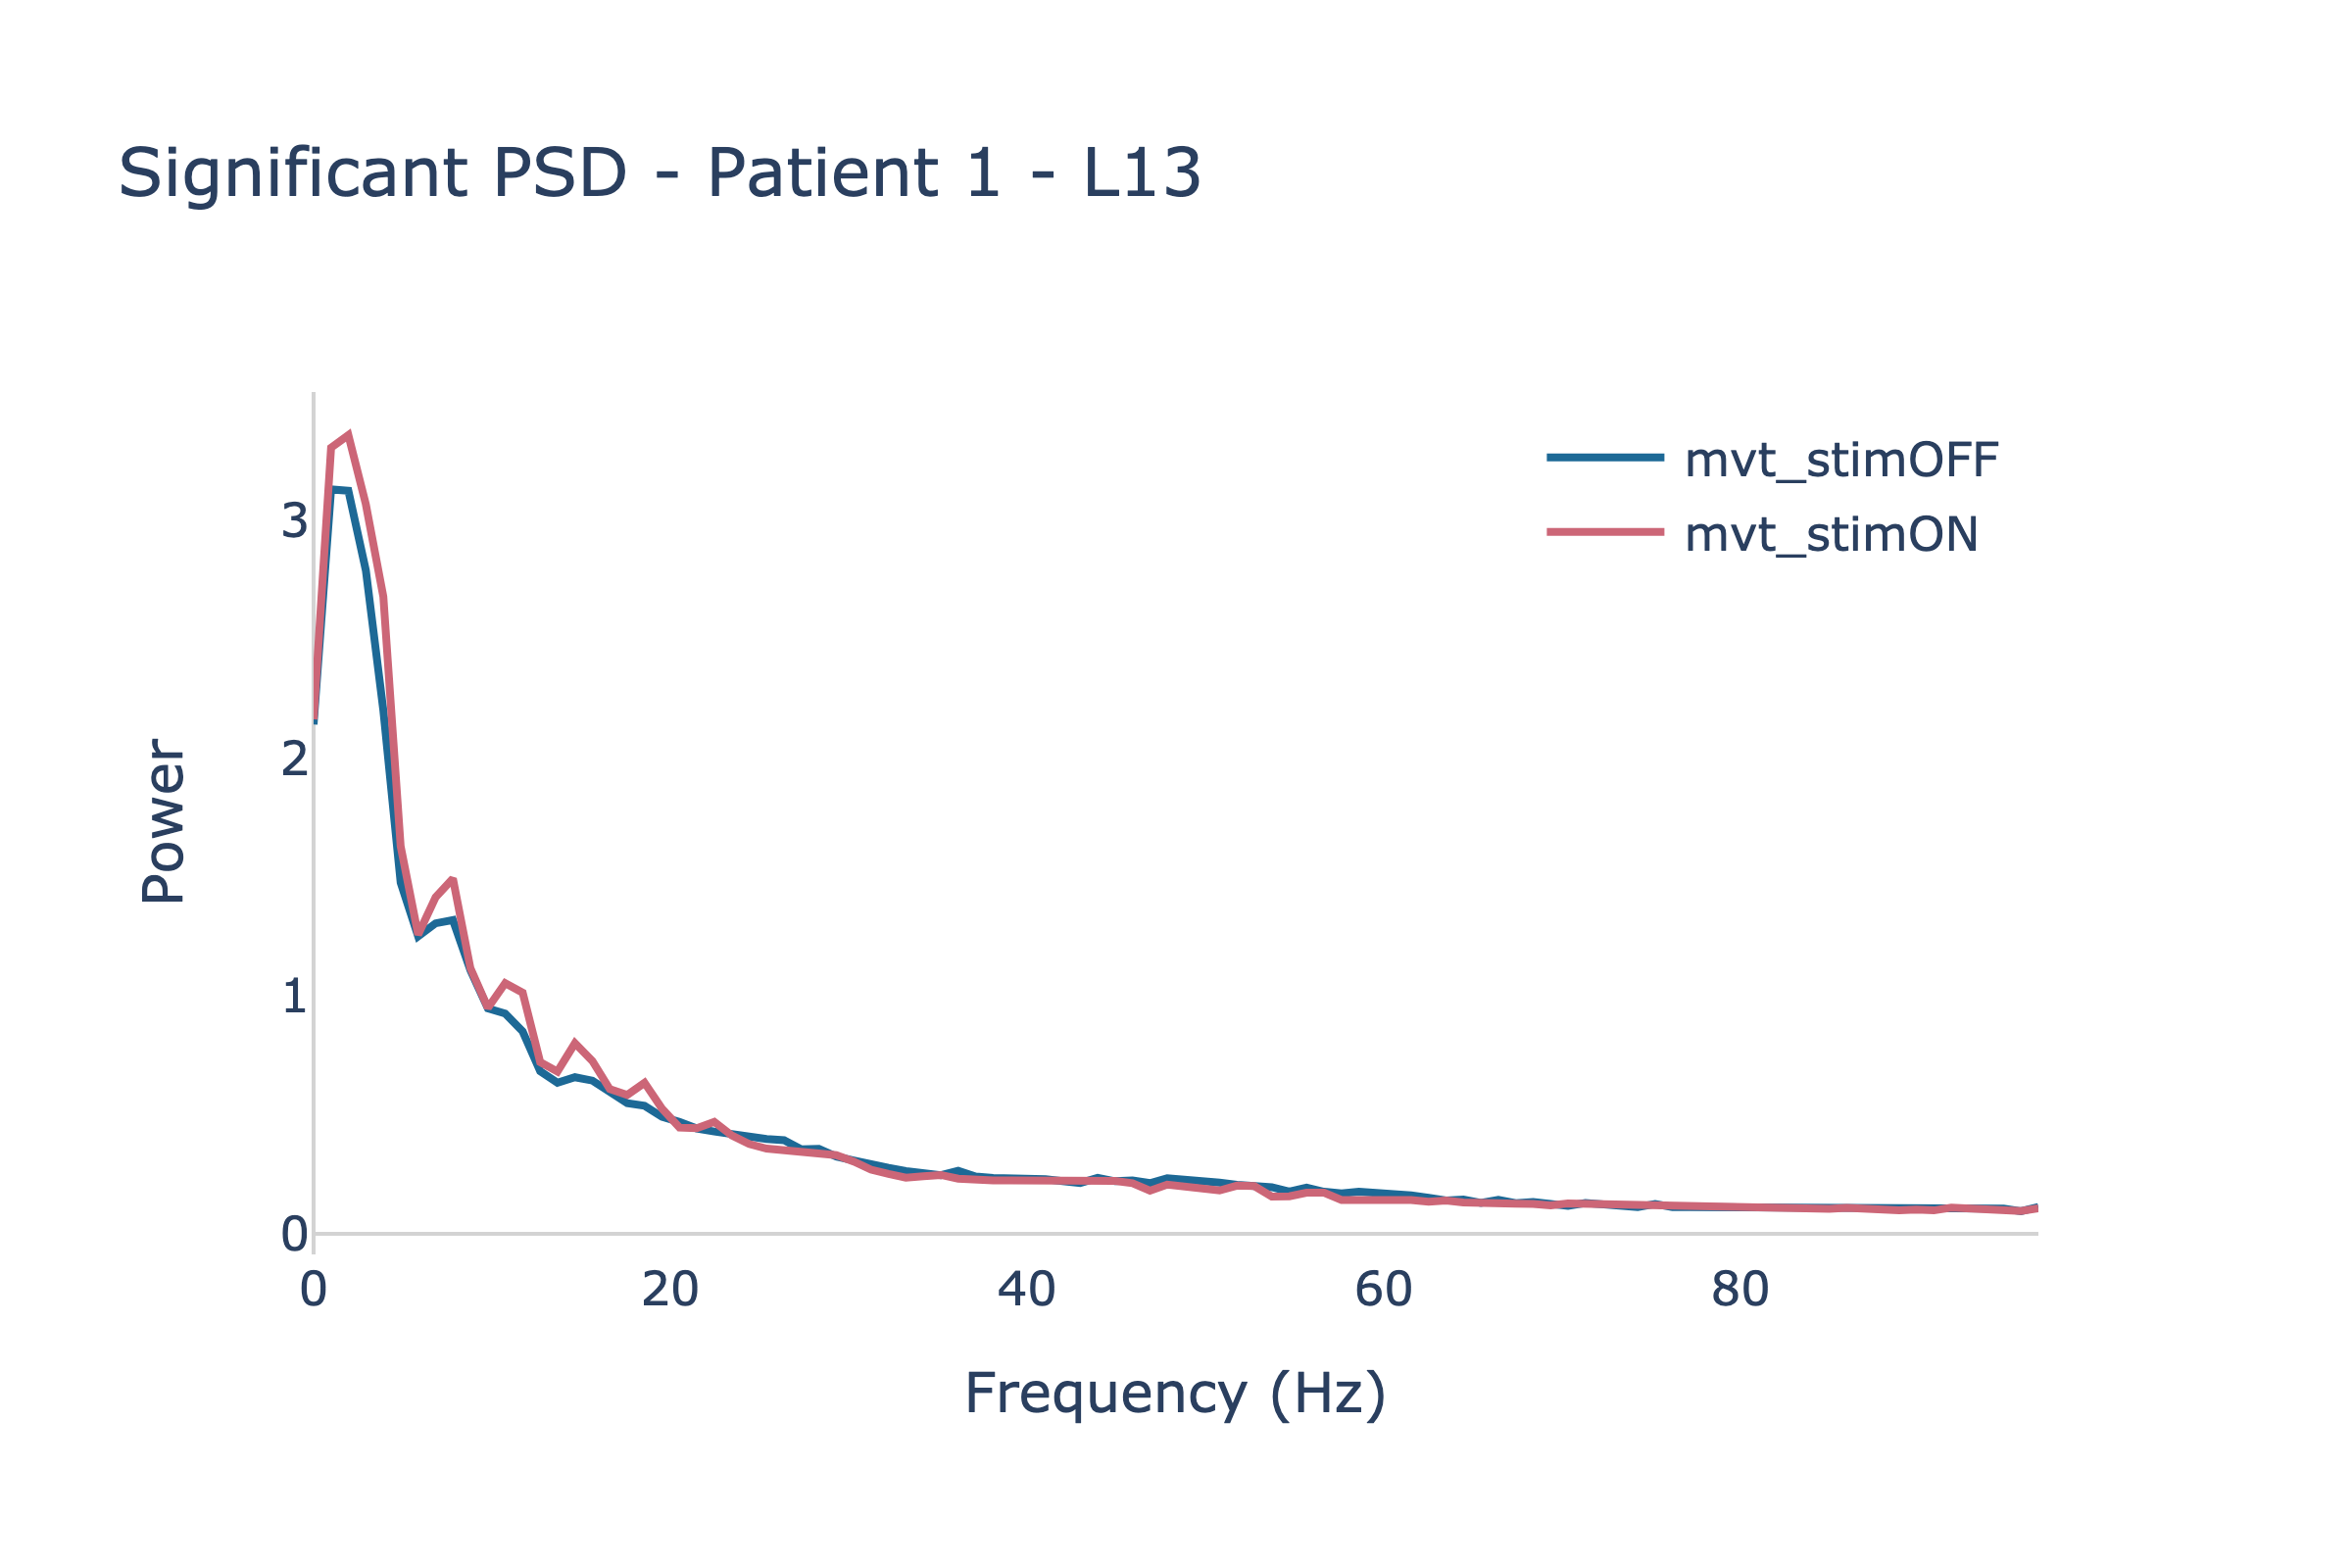 Significant PSD - Patient 1 - L13
mvt_stimOFF
mvt_stimON
3
2
1
0
Power
0 20 40 60 80
Frequency (Hz)